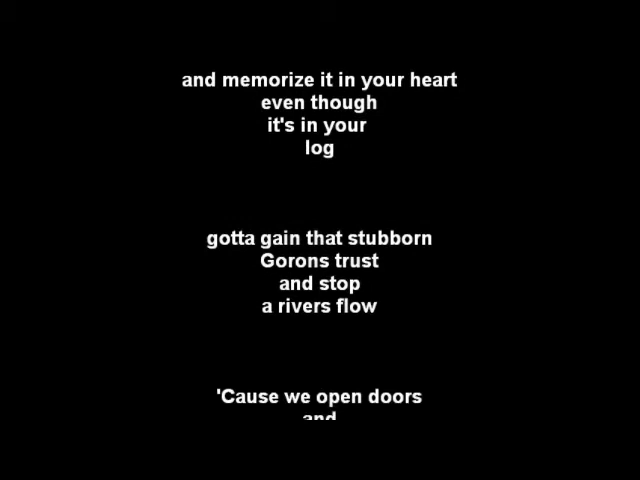 and memorize it in your heart
even though
it's in your
log
gotta gain that stubborn
Gorons trust
and stop
a rivers flow
'Cause we open doors
and